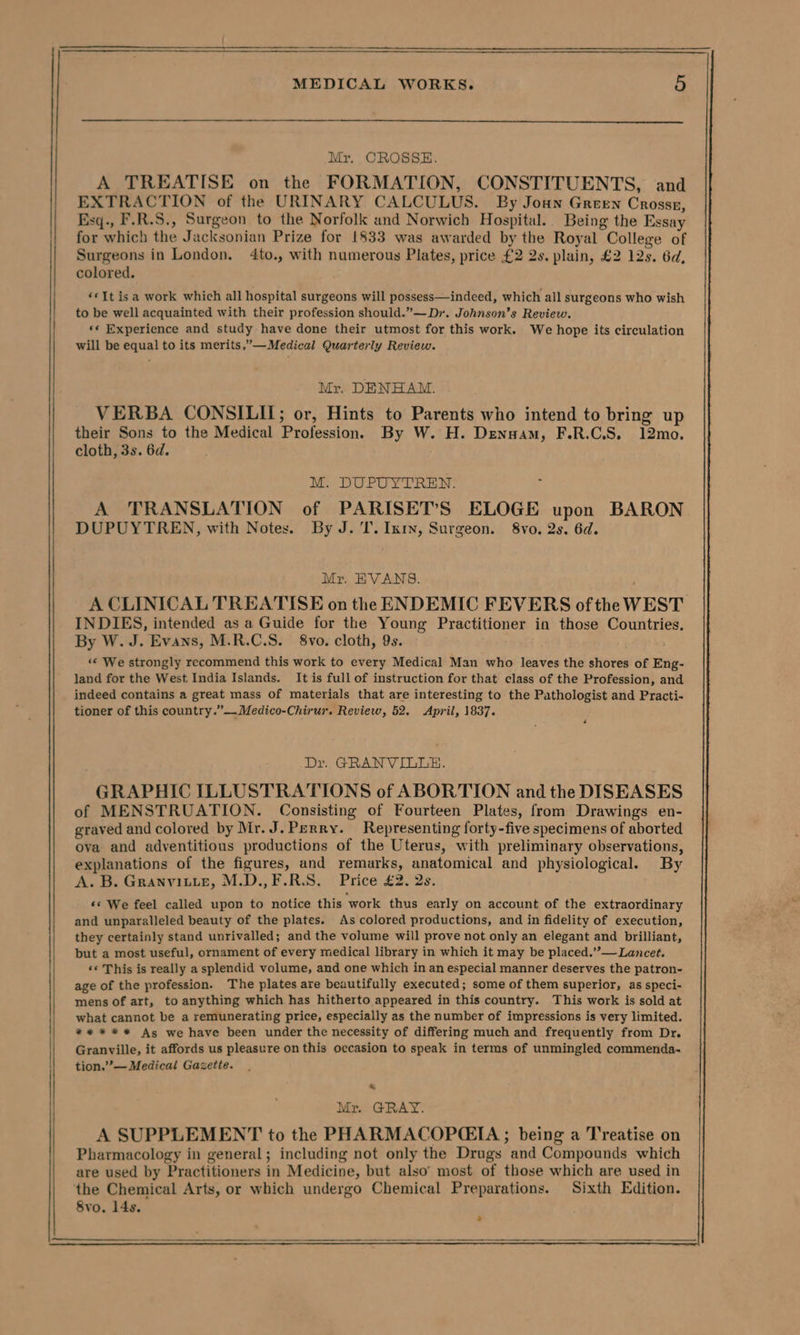 MEDICAL WORKS. 5
Mr. CROSSE.
A TREATISE on the FORMATION, CONSTITUENTS, and
EXTRACTION of the URINARY CALCULUS. By John Green Crosse,
Esq., F.R.S., Surgeon to the Norfolk and Norwich Hospital. Being the Essay
for which the Jacksonian Prize for 1833 was awarded by the Royal College of
Surgeons in London. 4to., with numerous Plates, price £2 2s. plain, £2 12s. 6d,
colored.
“It is a work which all hospital surgeons will possess—indeed, which all surgeons who wish
to be well acquainted with their profession should.”—Dr. Johnson's Review.
“Experience and study have done their utmost for this work. We hope its circulation
will be equal to its merits.”—Medical Quarterly Review.
Mr. DENHAM.
VERBA CONSILII; or, Hints to Parents who intend to bring up
their Sons to the Medical Profession. By W. H. Denham, F.R.C.S. 12mo.
cloth, 3s. 6d.
M. DUPUYTREN.
A TRANSLATION of PARISET'S ELOGE upon BARON
DUPUYTREN, with Notes. By J. T. Ikin, Surgeon. 8vo. 2s. 6d.
Mr. EVANS.
A CLINICAL TREATISE on the ENDEMIC FEVERS of the WEST
INDIES, intended as a Guide for the Young Practitioner in those Countries.
By W. J. Evans, M.R.C.S. 8vo. cloth, 9s.
“We strongly recommend this work to every Medical Man who leaves the shores of Eng-
land for the West India Islands. It is full of instruction for that class of the Profession, and
indeed contains a great mass of materials that are interesting to the Pathologist and Practi-
tioner of this country.”—Medico-Chirur. Review, 52. April, 1837.
Dr. GRANVILLE.
GRAPHIC ILLUSTRATIONS of ABORTION and the DISEASES
of MENSTRUATION. Consisting of Fourteen Plates, from Drawings en-
graved and colored by Mr. J. Perry. Representing forty-five specimens of aborted
ova and adventitious productions of the Uterus, with preliminary observations,
explanations of the figures, and remarks, anatomical and physiological. By
A. B. Granville, M.D., F.R.S. Price £2. 2s.
“We feel called upon to notice this work thus early on account of the extraordinary
and unparalleled beauty of the plates. As colored productions, and in fidelity of execution,
they certainly stand unrivalled; and the volume will prove not only an elegant and brilliant,
but a most useful, ornament of every medical library in which it may be placed.”—Lancet.
“This is really a splendid volume, and one which in an especial manner deserves the patron-
age of the profession. The plates are beautifully executed; some of them superior, as speci-
mens of art, to anything which has hitherto appeared in this country. This work is sold at
what cannot be a remunerating price, especially as the number of impressions is very limited.
***** As we have been under the necessity of differing much and frequently from Dr.
Granville, it affords us pleasure on this occasion to speak in terms of unmingled commenda-
tion.”—Medical Gazette.
Mr. GRAY.
A SUPPLEMENT to the PHARMACOPŒIA; being a Treatise on
Pharmacology in general; including not only the Drugs and Compounds which
are used by Practitioners in Medicine, but also most of those which are used in
the Chemical Arts, or which undergo Chemical Preparations. Sixth Edition.
8vo. 14s.